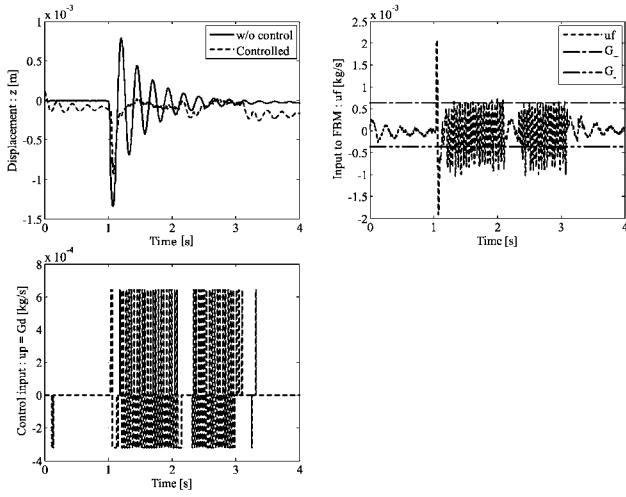 x 10⁻³
w/o control
Controlled
Displacement : z [m]
1
0.5
0
-0.5
-1
-1.5
0 1 2 3 4
Time [s]
x 10⁻³
uf
G_
G_
Input to FBM : uf [kg/s]
2.5
2
1.5
1
0.5
0
-0.5
-1
-1.5
-2
0 1 2 3 4
Time [s]
x 10⁻⁴
Control input : up = Gd [kg/s]
8
6
4
2
0
-2
-4
0 1 2 3 4
Time [s]